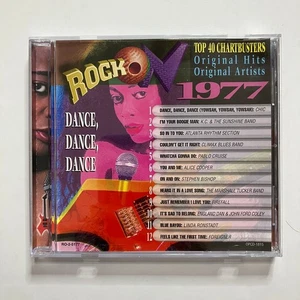 TOP 40 CHARTBUSTERS
Original Hits
Original Artists
ROCK ON
1977
DANCE,
DANCE,
DANCE
1 DANCE, DANCE, DANCE (YOWSAH, YOWSAH, YOWSAH) CHIC
2 I'M YOUR BOOGIE MAN: K.C. & THE SUNSHINE BAND
3 SO IN TO YOU: ATLANTA RHYTHM SECTION
4 COULDN'T GET IT RIGHT: CLIMAX BLUES BAND
5 WHATCHA GONNA DO: PABLO CRUISE
6 YOU AND ME: ALICE COOPER
7 ON AND ON: STEPHEN BISHOP
8 HEARD IT IN A LOVE SONG: THE MARSHALL TUCKER BAND
9 JUST REMEMBER I LOVE YOU: FIREFALL
10 IT'S SAD TO BELONG: ENGLAND DAN & JOHN FORD COLEY
11 BLUE BAYOU: LINDA RONSTADT
12 FEELS LIKE THE FIRST TIME: FOREIGNER